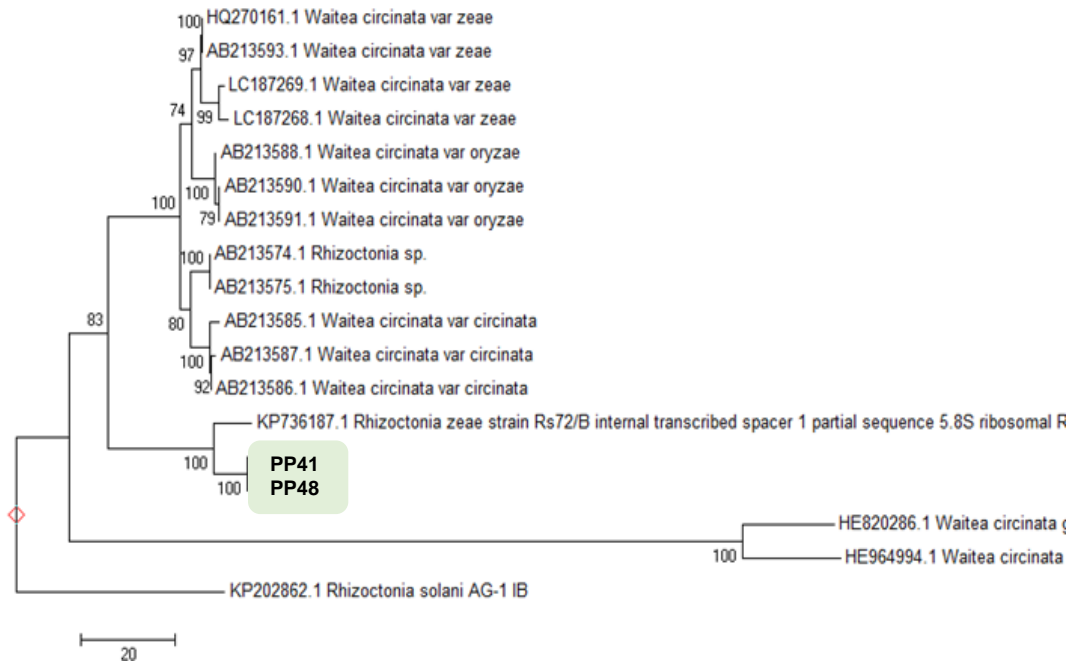 100 HQ270161.1 Waitea circinata var zeae
97 AB213593.1 Waitea circinata var zeae
LC187269.1 Waitea circinata var zeae
74 99 LC187268.1 Waitea circinata var zeae
AB213588.1 Waitea circinata var oryzae
100 AB213590.1 Waitea circinata var oryzae
100 79 AB213591.1 Waitea circinata var oryzae
100 AB213574.1 Rhizoctonia sp.
AB213575.1 Rhizoctonia sp.
83 80 AB213585.1 Waitea circinata var circinata
100 AB213587.1 Waitea circinata var circinata
92 AB213586.1 Waitea circinata var circinata
KP736187.1 Rhizoctonia zeae strain Rs72/B internal transcribed spacer 1 partial sequence 5.8S ribosomal R
100 PP41
100 PP48
HE820286.1 Waitea circinata g
100 HE964994.1 Waitea circinata
KP202862.1 Rhizoctonia solani AG-1 IB
20